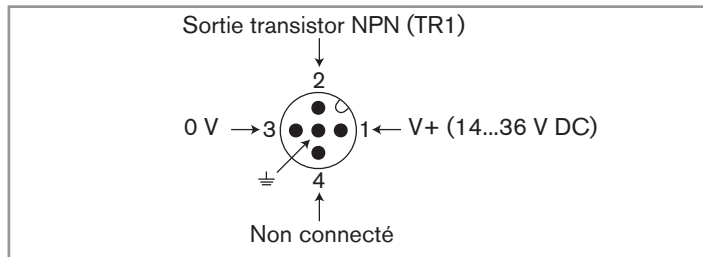 Sortie transistor NPN (TR1)
2
0 V 3 1 V+ (14...36 V DC)
4
Non connecté